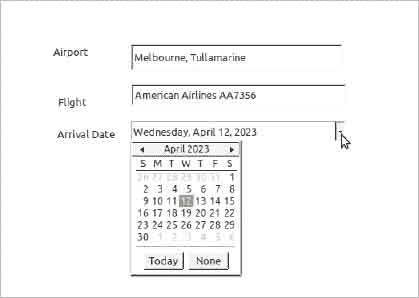 Airport
Melbourne, Tullamarine
Flight
American Airlines AA7356
Arrival Date
Wednesday, April 12, 2023
April 2023
S M T W T F S
26 27 28 29 30 31 1
2 3 4 5 6 7 8
9 10 11 12 13 14 15
16 17 18 19 20 21 22
23 24 25 26 27 28 29
30 1 2 3 4 5 6
Today None